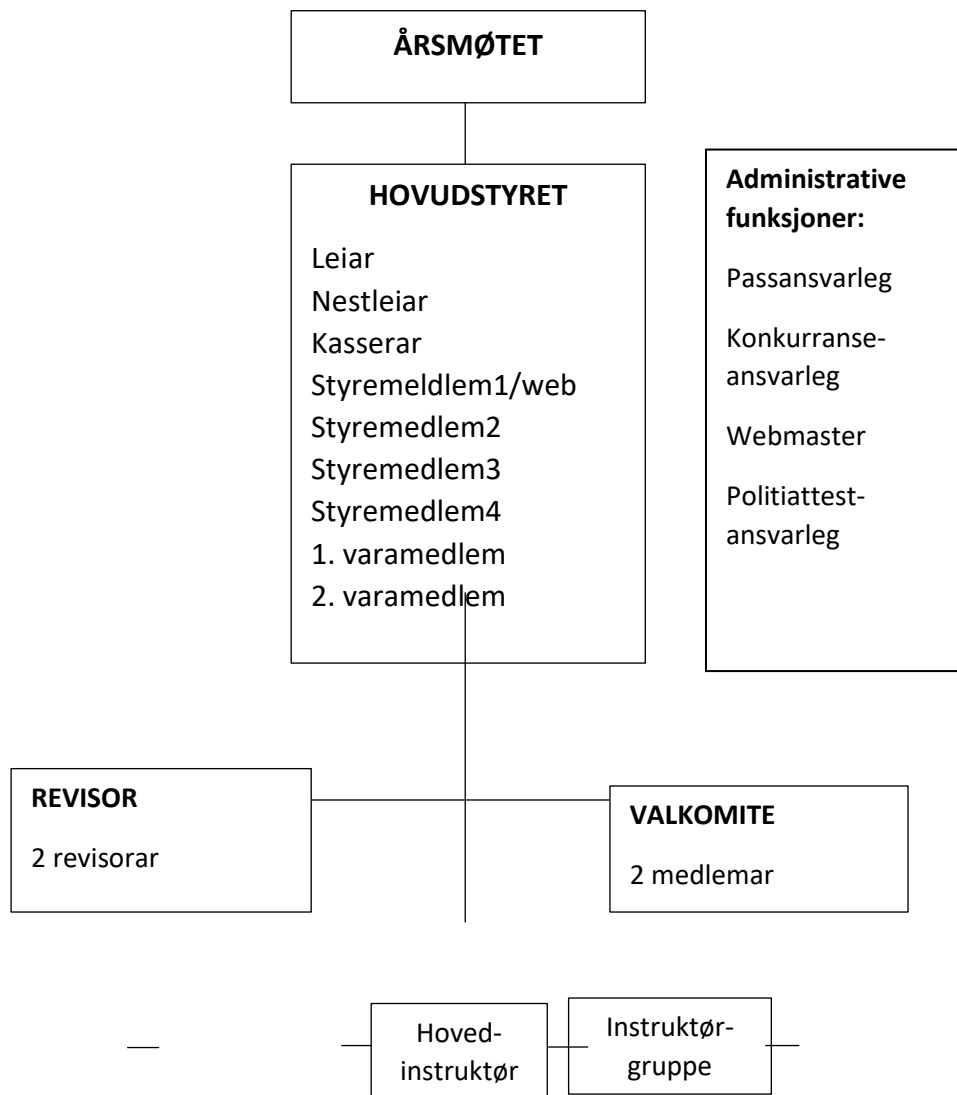 ÅRSMØTET
HOVUDSTYRET
Leiar
Nestleiar
Kasserar
Styremeldlem1/web
Styremedlem2
Styremedlem3
Styremedlem4
1. varamedlem
2. varamedlem
Administrative
funksjoner:
Passansvarleg
Konkurranse-
ansvarleg
Webmaster
Politiattest-
ansvarleg
REVISOR
2 revisorar
VALKOMITE
2 medlemar
Hoved-
instruktør
Instruktør-
gruppe